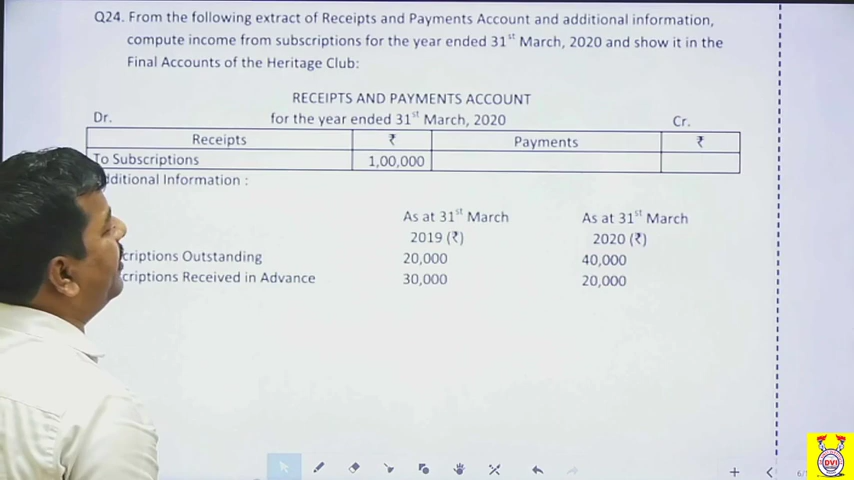 Q24. From the following extract of Receipts and Payments Account and additional information,
compute income from subscriptions for the year ended 31st March, 2020 and show it in the
Final Accounts of the Heritage Club:
RECEIPTS AND PAYMENTS ACCOUNT
Dr. for the year ended 31st March, 2020 Cr.
Receipts ₹ Payments ₹
To Subscriptions 1,00,000
dditional Information :
As at 31st March As at 31st March
2019 (₹) 2020 (₹)
criptions Outstanding 20,000 40,000
criptions Received in Advance 30,000 20,000
DVI